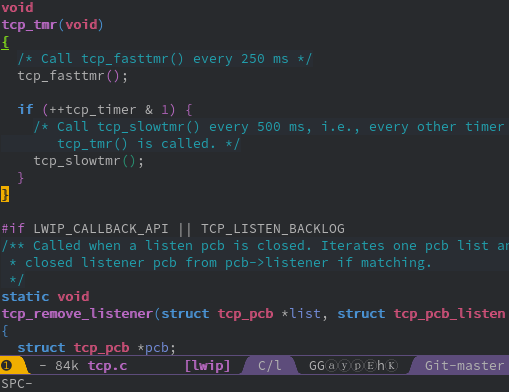 void
tcp_tmr(void)
{
  /* Call tcp_fasttmr() every 250 ms */
  tcp_fasttmr();

  if (++tcp_timer & 1) {
    /* Call tcp_slowtmr() every 500 ms, i.e., every other timer
       tcp_tmr() is called. */
    tcp_slowtmr();
  }
}

#if LWIP_CALLBACK_API || TCP_LISTEN_BACKLOG
/** Called when a listen pcb is closed. Iterates one pcb list an
 * closed listener pcb from pcb->listener if matching.
 */
static void
tcp_remove_listener(struct tcp_pcb *list, struct tcp_pcb_listen
{
  struct tcp_pcb *pcb;
❶ - 84k tcp.c [lwip] C/l GGⓐⓨⓟⒺhⓀ Git-master
SPC-